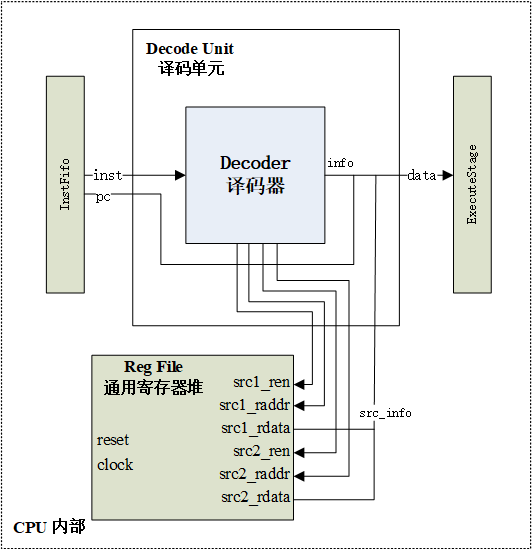 Decode Unit
译码单元
InstFifo
inst
pc
Decoder
译码器
info
data
ExecuteStage
Reg File
通用寄存器堆
reset
clock
src1_ren
src1_raddr
src1_rdata
src2_ren
src2_raddr
src2_rdata
src_info
CPU 内部